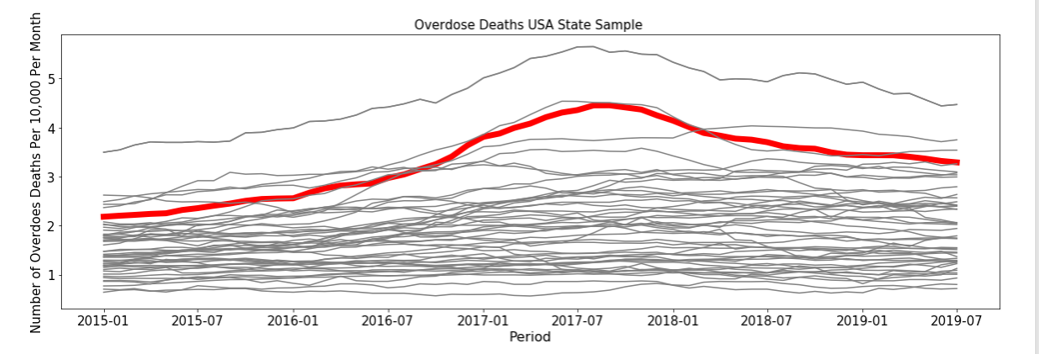 Overdose Deaths USA State Sample
Number of Overdoes Deaths Per 10,000 Per Month
5
4
3
2
1
2015-01 2015-07 2016-01 2016-07 2017-01 2017-07 2018-01 2018-07 2019-01 2019-07
Period